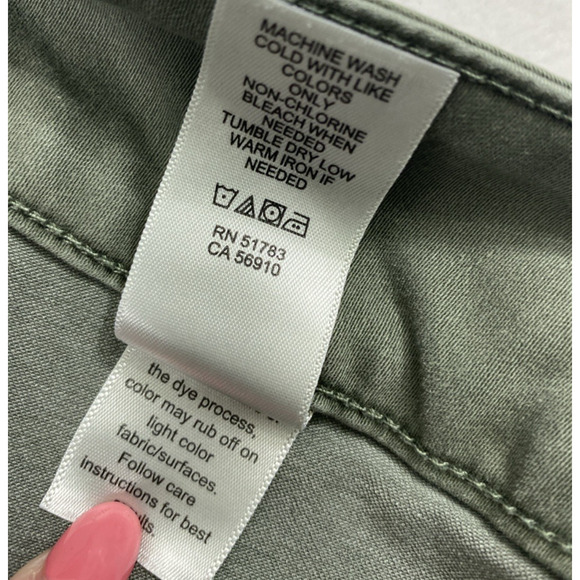 MACHINE WASH
COLD WITH LIKE
COLORS
ONLY
NON-CHLORINE
BLEACH WHEN
NEEDED
TUMBLE DRY LOW
WARM IRON IF
NEEDED
RN 51783
CA 56910
the dye process,
color may rub off on
light color
fabric/surfaces.
Follow care
instructions for best